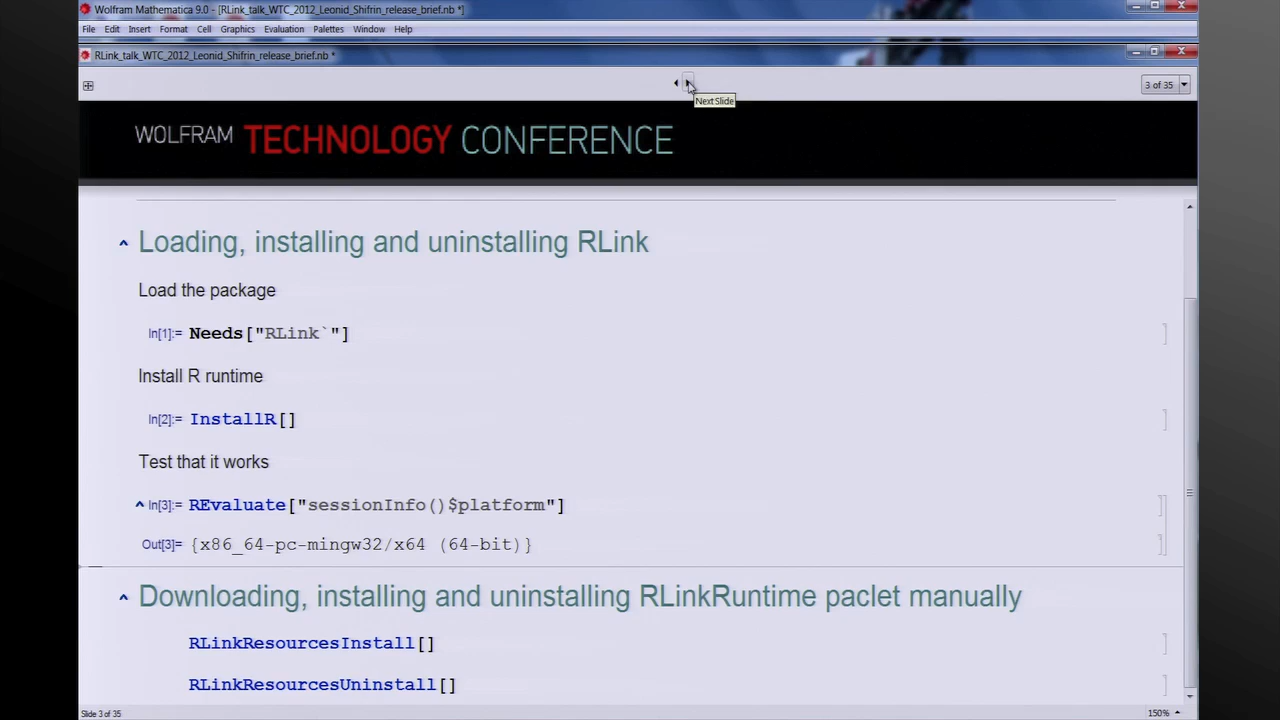 Wolfram Mathematica 9.0 - [RLink_talk_WTC_2012_Leonid_Shifrin_release_brief.nb *]
File Edit Insert Format Cell Graphics Evaluation Palettes Window Help
RLink_talk_WTC_2012_Leonid_Shifrin_release_brief.nb *
3 of 35
Next Slide
WOLFRAM TECHNOLOGY CONFERENCE
Loading, installing and uninstalling RLink
Load the package
In[1]:= Needs["RLink`"]
Install R runtime
In[2]:= InstallR[]
Test that it works
In[3]:= REvaluate["sessionInfo()$platform"]
Out[3]= {x86_64-pc-mingw32/x64 (64-bit)}
Downloading, installing and uninstalling RLinkRuntime paclet manually
RLinkResourcesInstall[]
RLinkResourcesUninstall[]
Slide 3 of 35
150%